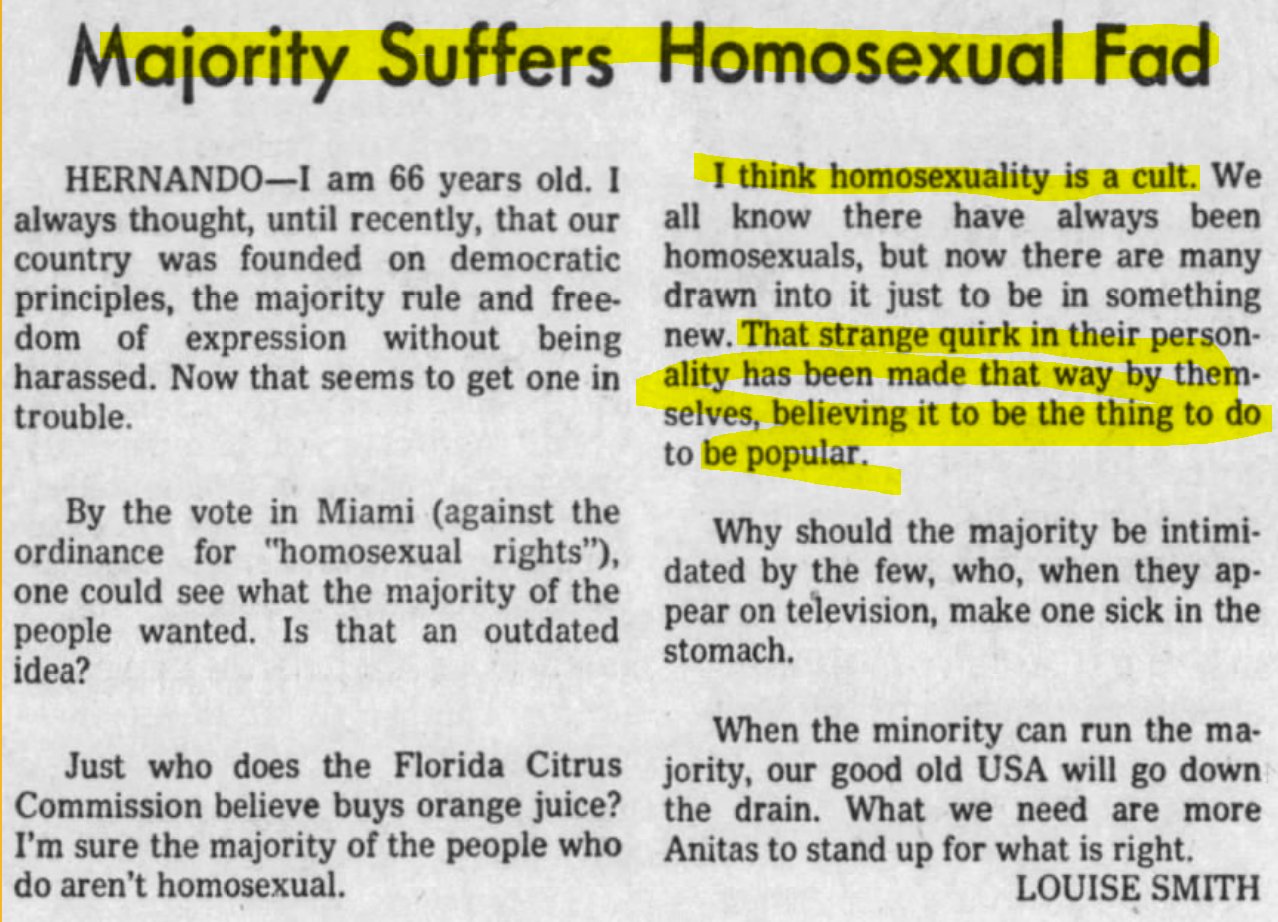 Majority Suffers Homosexual Fad
HERNANDO—I am 66 years old. I
always thought, until recently, that our
country was founded on democratic
principles, the majority rule and free-
dom of expression without being
harassed. Now that seems to get one in
trouble.
By the vote in Miami (against the
ordinance for "homosexual rights"),
one could see what the majority of the
people wanted. Is that an outdated
idea?
Just who does the Florida Citrus
Commission believe buys orange juice?
I'm sure the majority of the people who
do aren't homosexual.
I think homosexuality is a cult. We
all know there have always been
homosexuals, but now there are many
drawn into it just to be in something
new. That strange quirk in their person-
ality has been made that way by them-
selves, believing it to be the thing to do
to be popular.
Why should the majority be intimi-
dated by the few, who, when they ap-
pear on television, make one sick in the
stomach.
When the minority can run the ma-
jority, our good old USA will go down
the drain. What we need are more
Anitas to stand up for what is right.
LOUISE SMITH